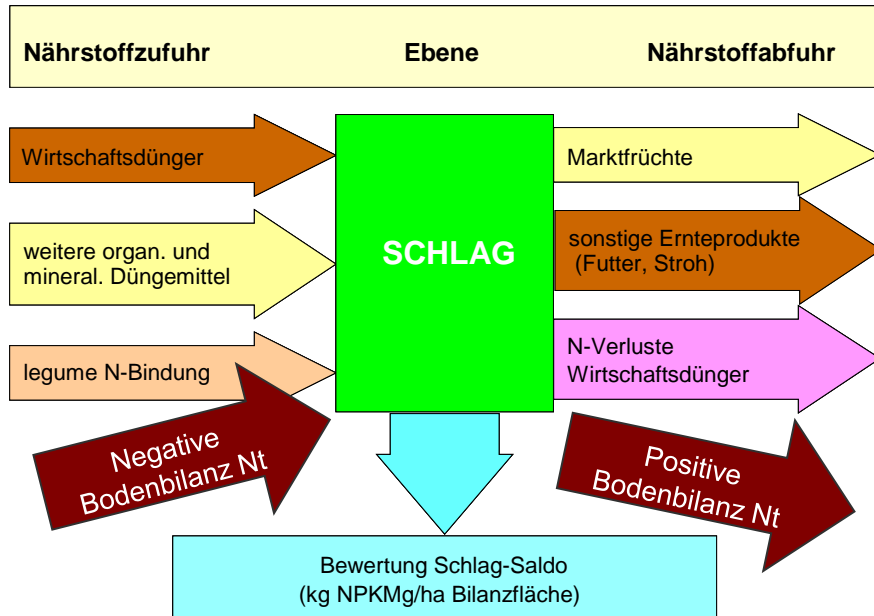 Nährstoffzufuhr
Ebene
Nährstoffabfuhr
Wirtschaftsdünger
weitere organ. und
mineral. Düngemittel
legume N-Bindung
Negative
Bodenbilanz Nt
SCHLAG
Marktfrüchte
sonstige Ernteprodukte
(Futter, Stroh)
N-Verluste
Wirtschaftsdünger
Positive
Bodenbilanz Nt
Bewertung Schlag-Saldo
(kg NPKMg/ha Bilanzfläche)